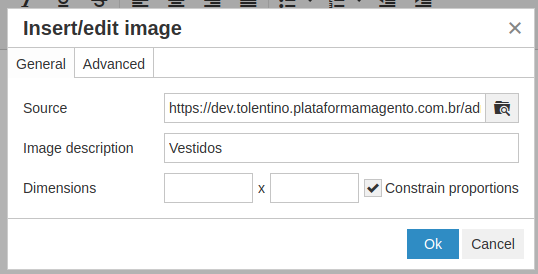 Insert/edit image
General Advanced
Source https://dev.tolentino.plataformamagento.com.br/ad
Image description Vestidos
Dimensions x Constrain proportions
Ok Cancel